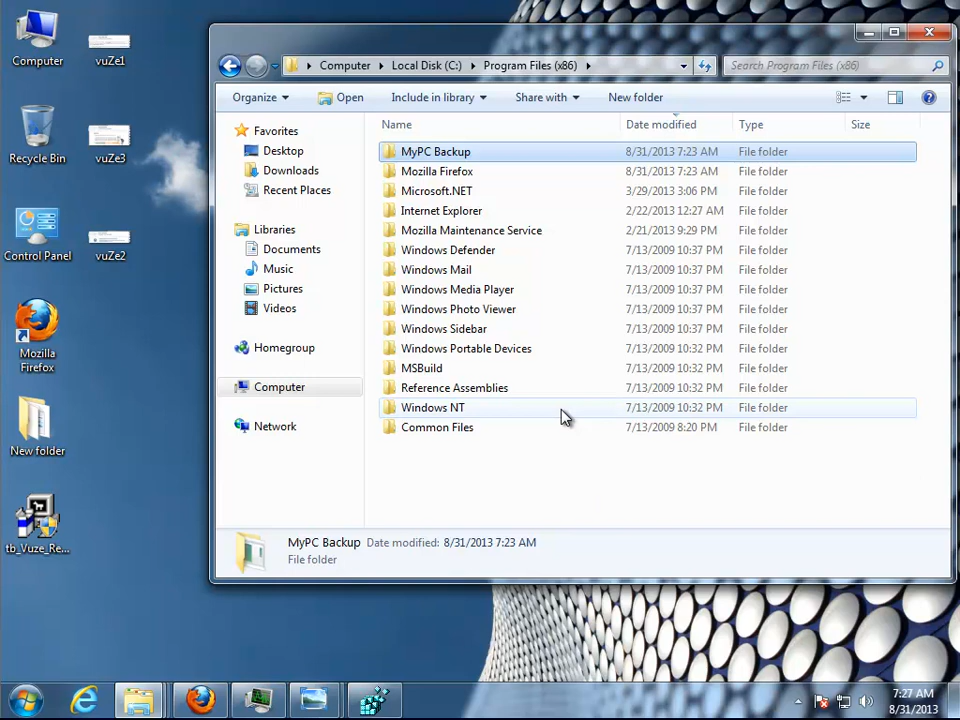 Computer
vuZe1
Recycle Bin
vuZe3
Control Panel
vuZe2
Mozilla
Firefox
New folder
tb_Vuze_Re...
Computer
Local Disk (C:)
Program Files (x86)
Search Program Files (x86)
Organize
Open
Include in library
Share with
New folder
Favorites
Desktop
Downloads
Recent Places
Libraries
Documents
Music
Pictures
Videos
Homegroup
Computer
Network
Name Date modified Type Size
MyPC Backup 8/31/2013 7:23 AM File folder
Mozilla Firefox 8/31/2013 7:23 AM File folder
Microsoft.NET 3/29/2013 3:06 PM File folder
Internet Explorer 2/22/2013 12:27 AM File folder
Mozilla Maintenance Service 2/21/2013 9:29 PM File folder
Windows Defender 7/13/2009 10:37 PM File folder
Windows Mail 7/13/2009 10:37 PM File folder
Windows Media Player 7/13/2009 10:37 PM File folder
Windows Photo Viewer 7/13/2009 10:37 PM File folder
Windows Sidebar 7/13/2009 10:37 PM File folder
Windows Portable Devices 7/13/2009 10:32 PM File folder
MSBuild 7/13/2009 10:32 PM File folder
Reference Assemblies 7/13/2009 10:32 PM File folder
Windows NT 7/13/2009 10:32 PM File folder
Common Files 7/13/2009 8:20 PM File folder
MyPC Backup Date modified: 8/31/2013 7:23 AM
File folder
7:27 AM
8/31/2013